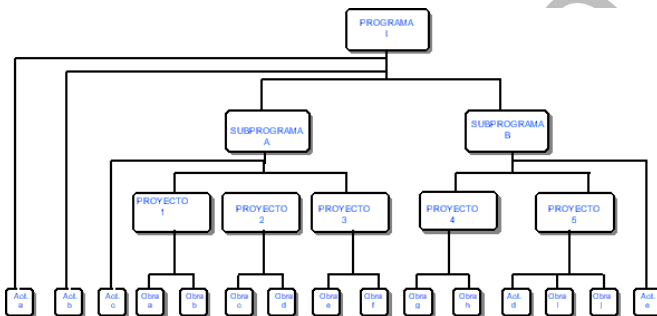 PROGRAMA
I
SUBPROGRAMA
A
SUBPROGRAMA
B
PROYECTO
1
PROYECTO
2
PROYECTO
3
PROYECTO
4
PROYECTO
5
Act.
a
Act.
b
Act.
c
Obra
a
Obra
b
Obra
c
Obra
d
Obra
e
Obra
f
Obra
g
Obra
h
Act.
d
Obra
i
Obra
j
Act.
e